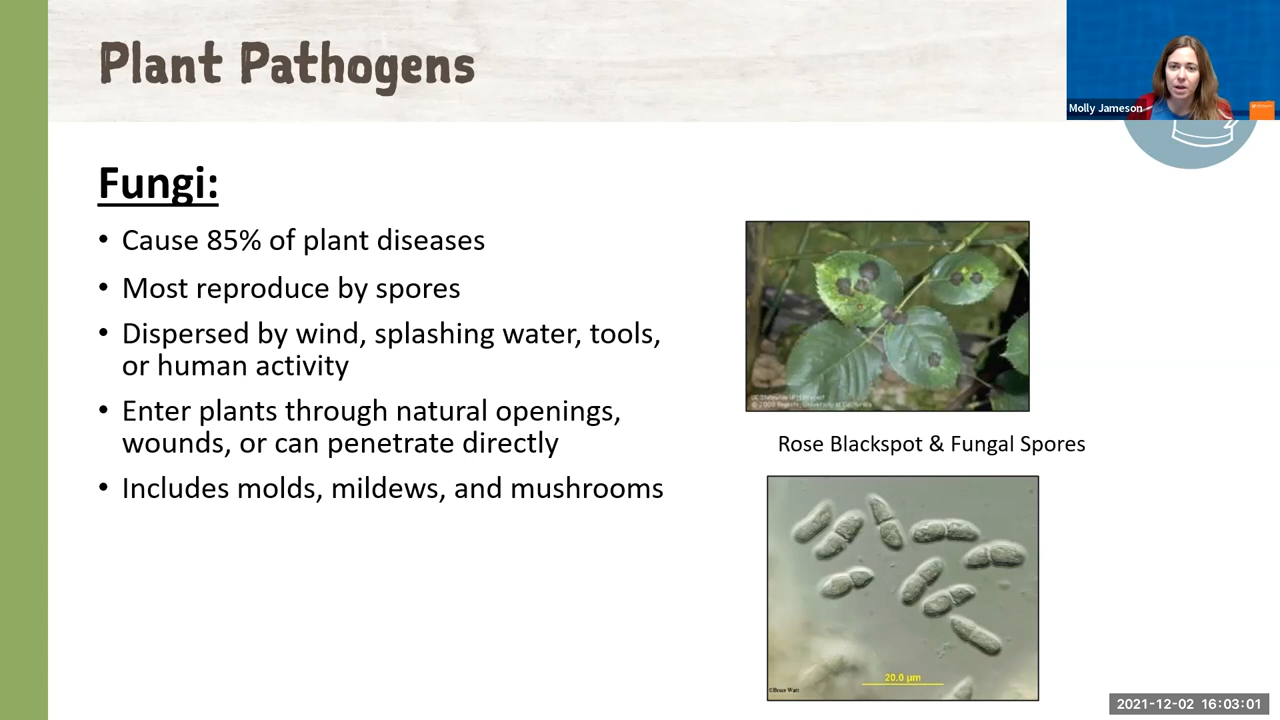 Plant Pathogens
Molly Jameson
Fungi:
• Cause 85% of plant diseases
• Most reproduce by spores
• Dispersed by wind, splashing water, tools,
or human activity
• Enter plants through natural openings,
wounds, or can penetrate directly
• Includes molds, mildews, and mushrooms
Rose Blackspot & Fungal Spores
20.0 µm
©Bruce Watt
2021-12-02 16:03:01